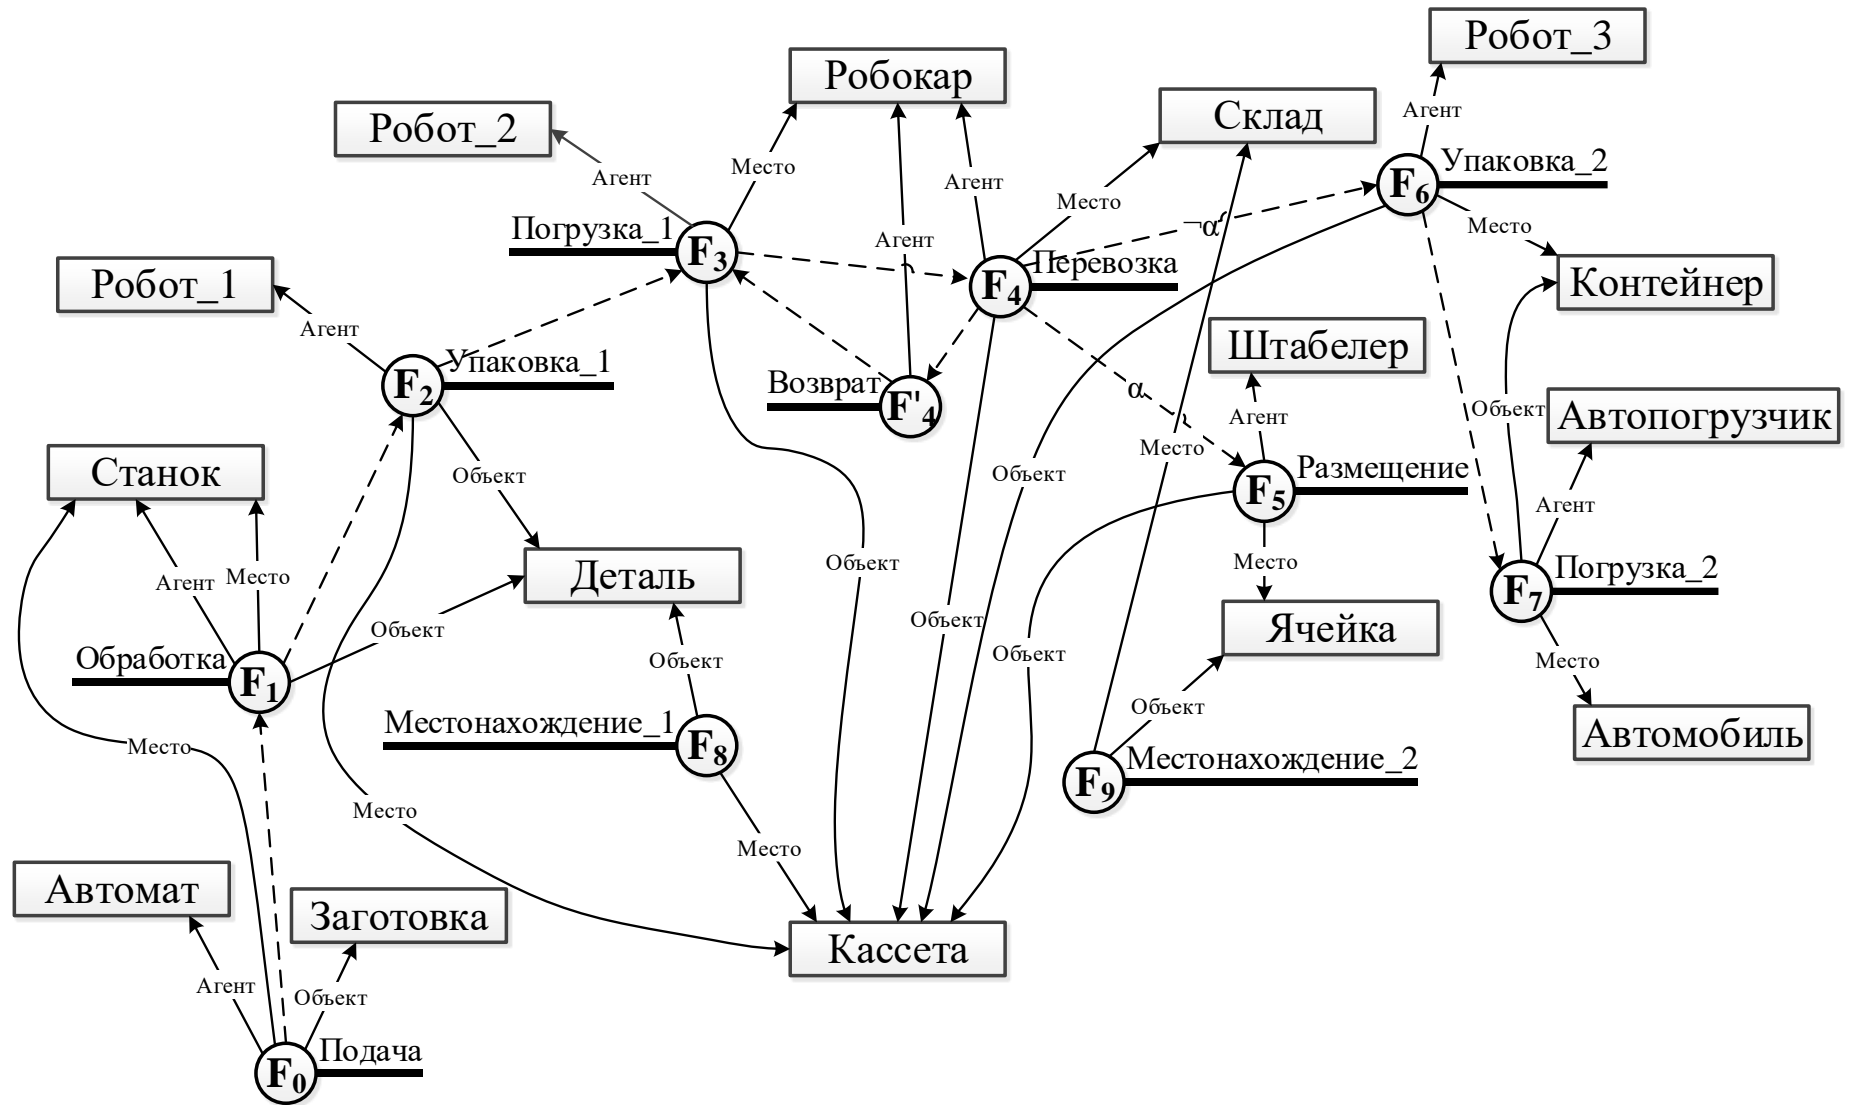 Робот_3
Робокар
Агент
Склад
Робот_2
Место
Упаковка_2
F6
Агент
Агент
Место
Место
Погрузка_1
F3
¬α
Агент
Перевозка
F4
Контейнер
Робот_1
Агент
Штабелер
Упаковка_1
F2
Возврат
F'4
α
Агент
Объект
Автопогрузчик
Место
Станок
Объект
Объект
Размещение
F5
Агент
Место
Объект
Деталь
Агент
Место
Погрузка_2
F7
Объект
Объект
Ячейка
Обработка
F1
Объект
Объект
Место
Объект
Местонахождение_1
F8
Автомобиль
Место
Местонахождение_2
F9
Место
Место
Автомат
Заготовка
Кассета
Агент
Объект
Подача
F0